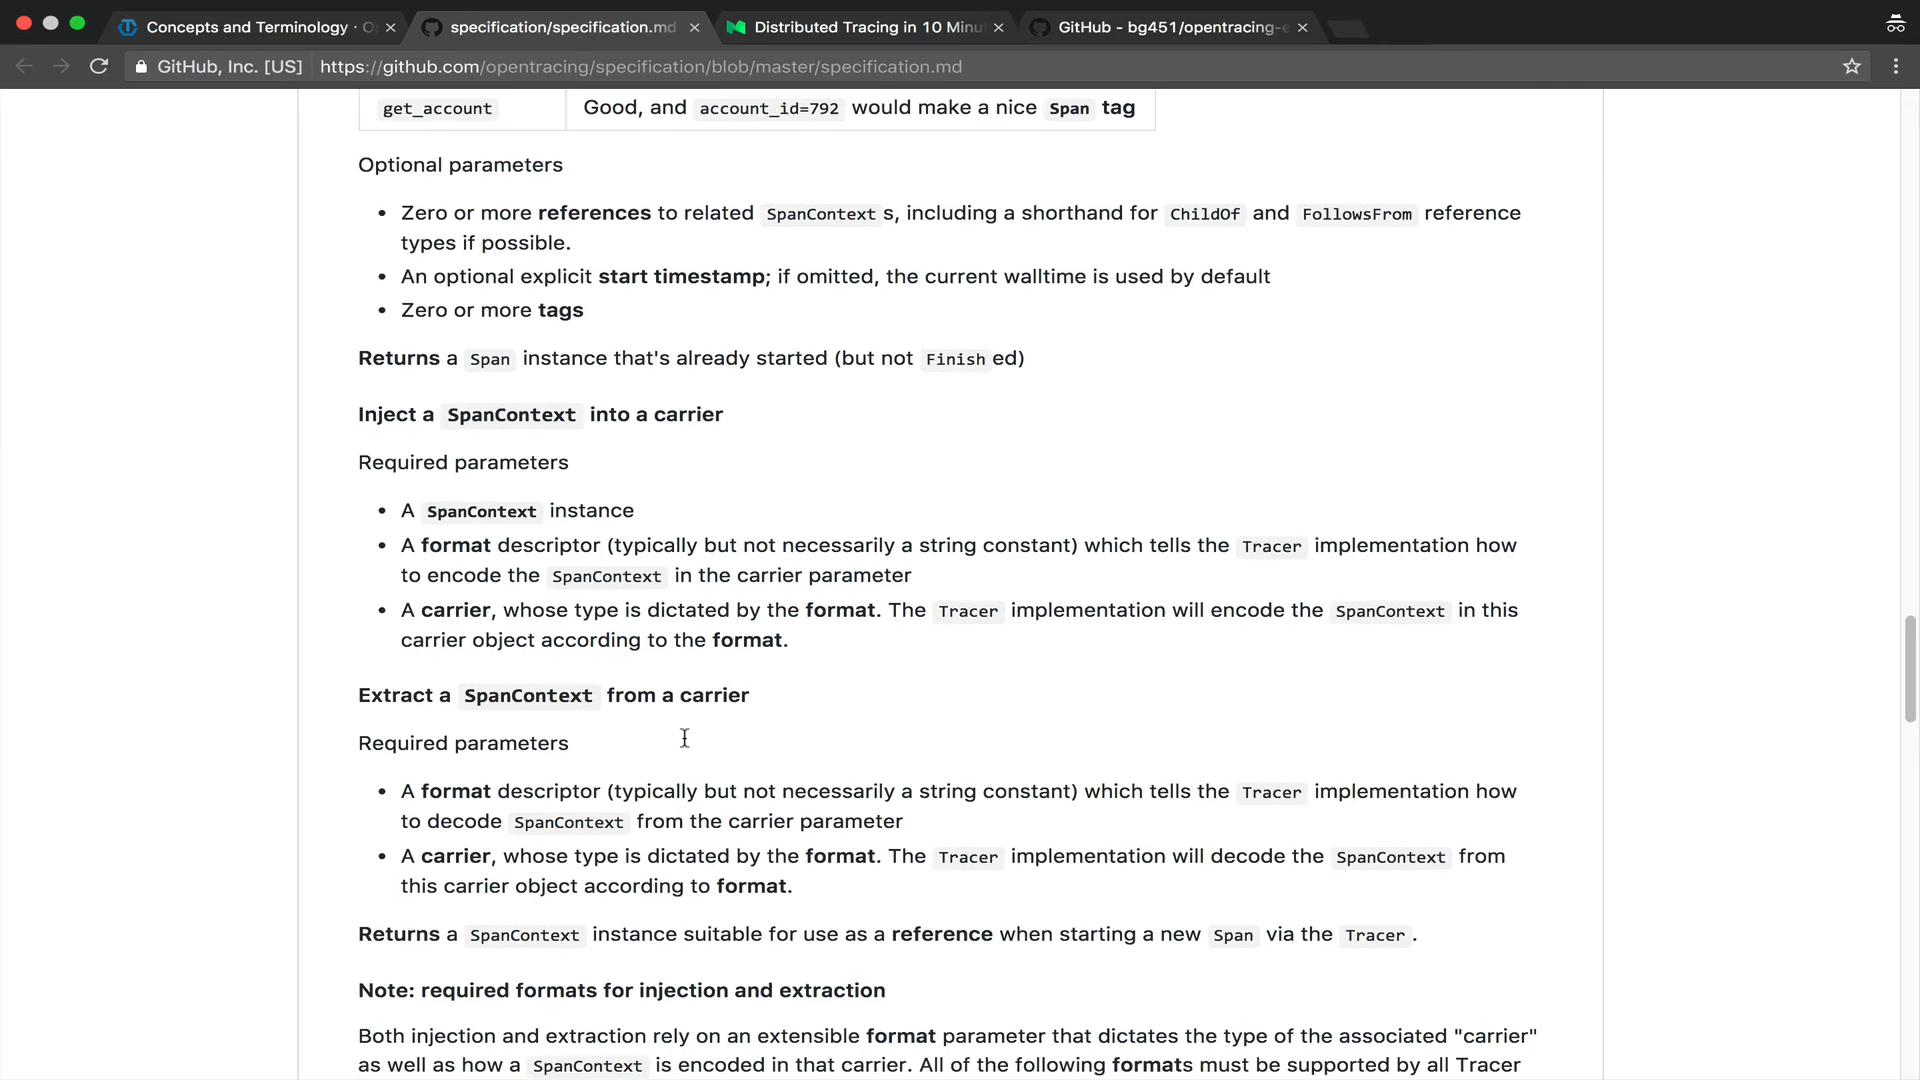 Concepts and Terminology · O
specification/specification.md
Distributed Tracing in 10 Minu
GitHub - bg451/opentracing-e
GitHub, Inc. [US]
https://github.com/opentracing/specification/blob/master/specification.md
get_account Good, and account_id=792 would make a nice Span tag
Optional parameters
• Zero or more references to related SpanContext s, including a shorthand for ChildOf and FollowsFrom reference
types if possible.
• An optional explicit start timestamp; if omitted, the current walltime is used by default
• Zero or more tags
Returns a Span instance that's already started (but not Finish ed)
Inject a SpanContext into a carrier
Required parameters
• A SpanContext instance
• A format descriptor (typically but not necessarily a string constant) which tells the Tracer implementation how
to encode the SpanContext in the carrier parameter
• A carrier, whose type is dictated by the format. The Tracer implementation will encode the SpanContext in this
carrier object according to the format.
Extract a SpanContext from a carrier
Required parameters
• A format descriptor (typically but not necessarily a string constant) which tells the Tracer implementation how
to decode SpanContext from the carrier parameter
• A carrier, whose type is dictated by the format. The Tracer implementation will decode the SpanContext from
this carrier object according to format.
Returns a SpanContext instance suitable for use as a reference when starting a new Span via the Tracer .
Note: required formats for injection and extraction
Both injection and extraction rely on an extensible format parameter that dictates the type of the associated "carrier"
as well as how a SpanContext is encoded in that carrier. All of the following formats must be supported by all Tracer